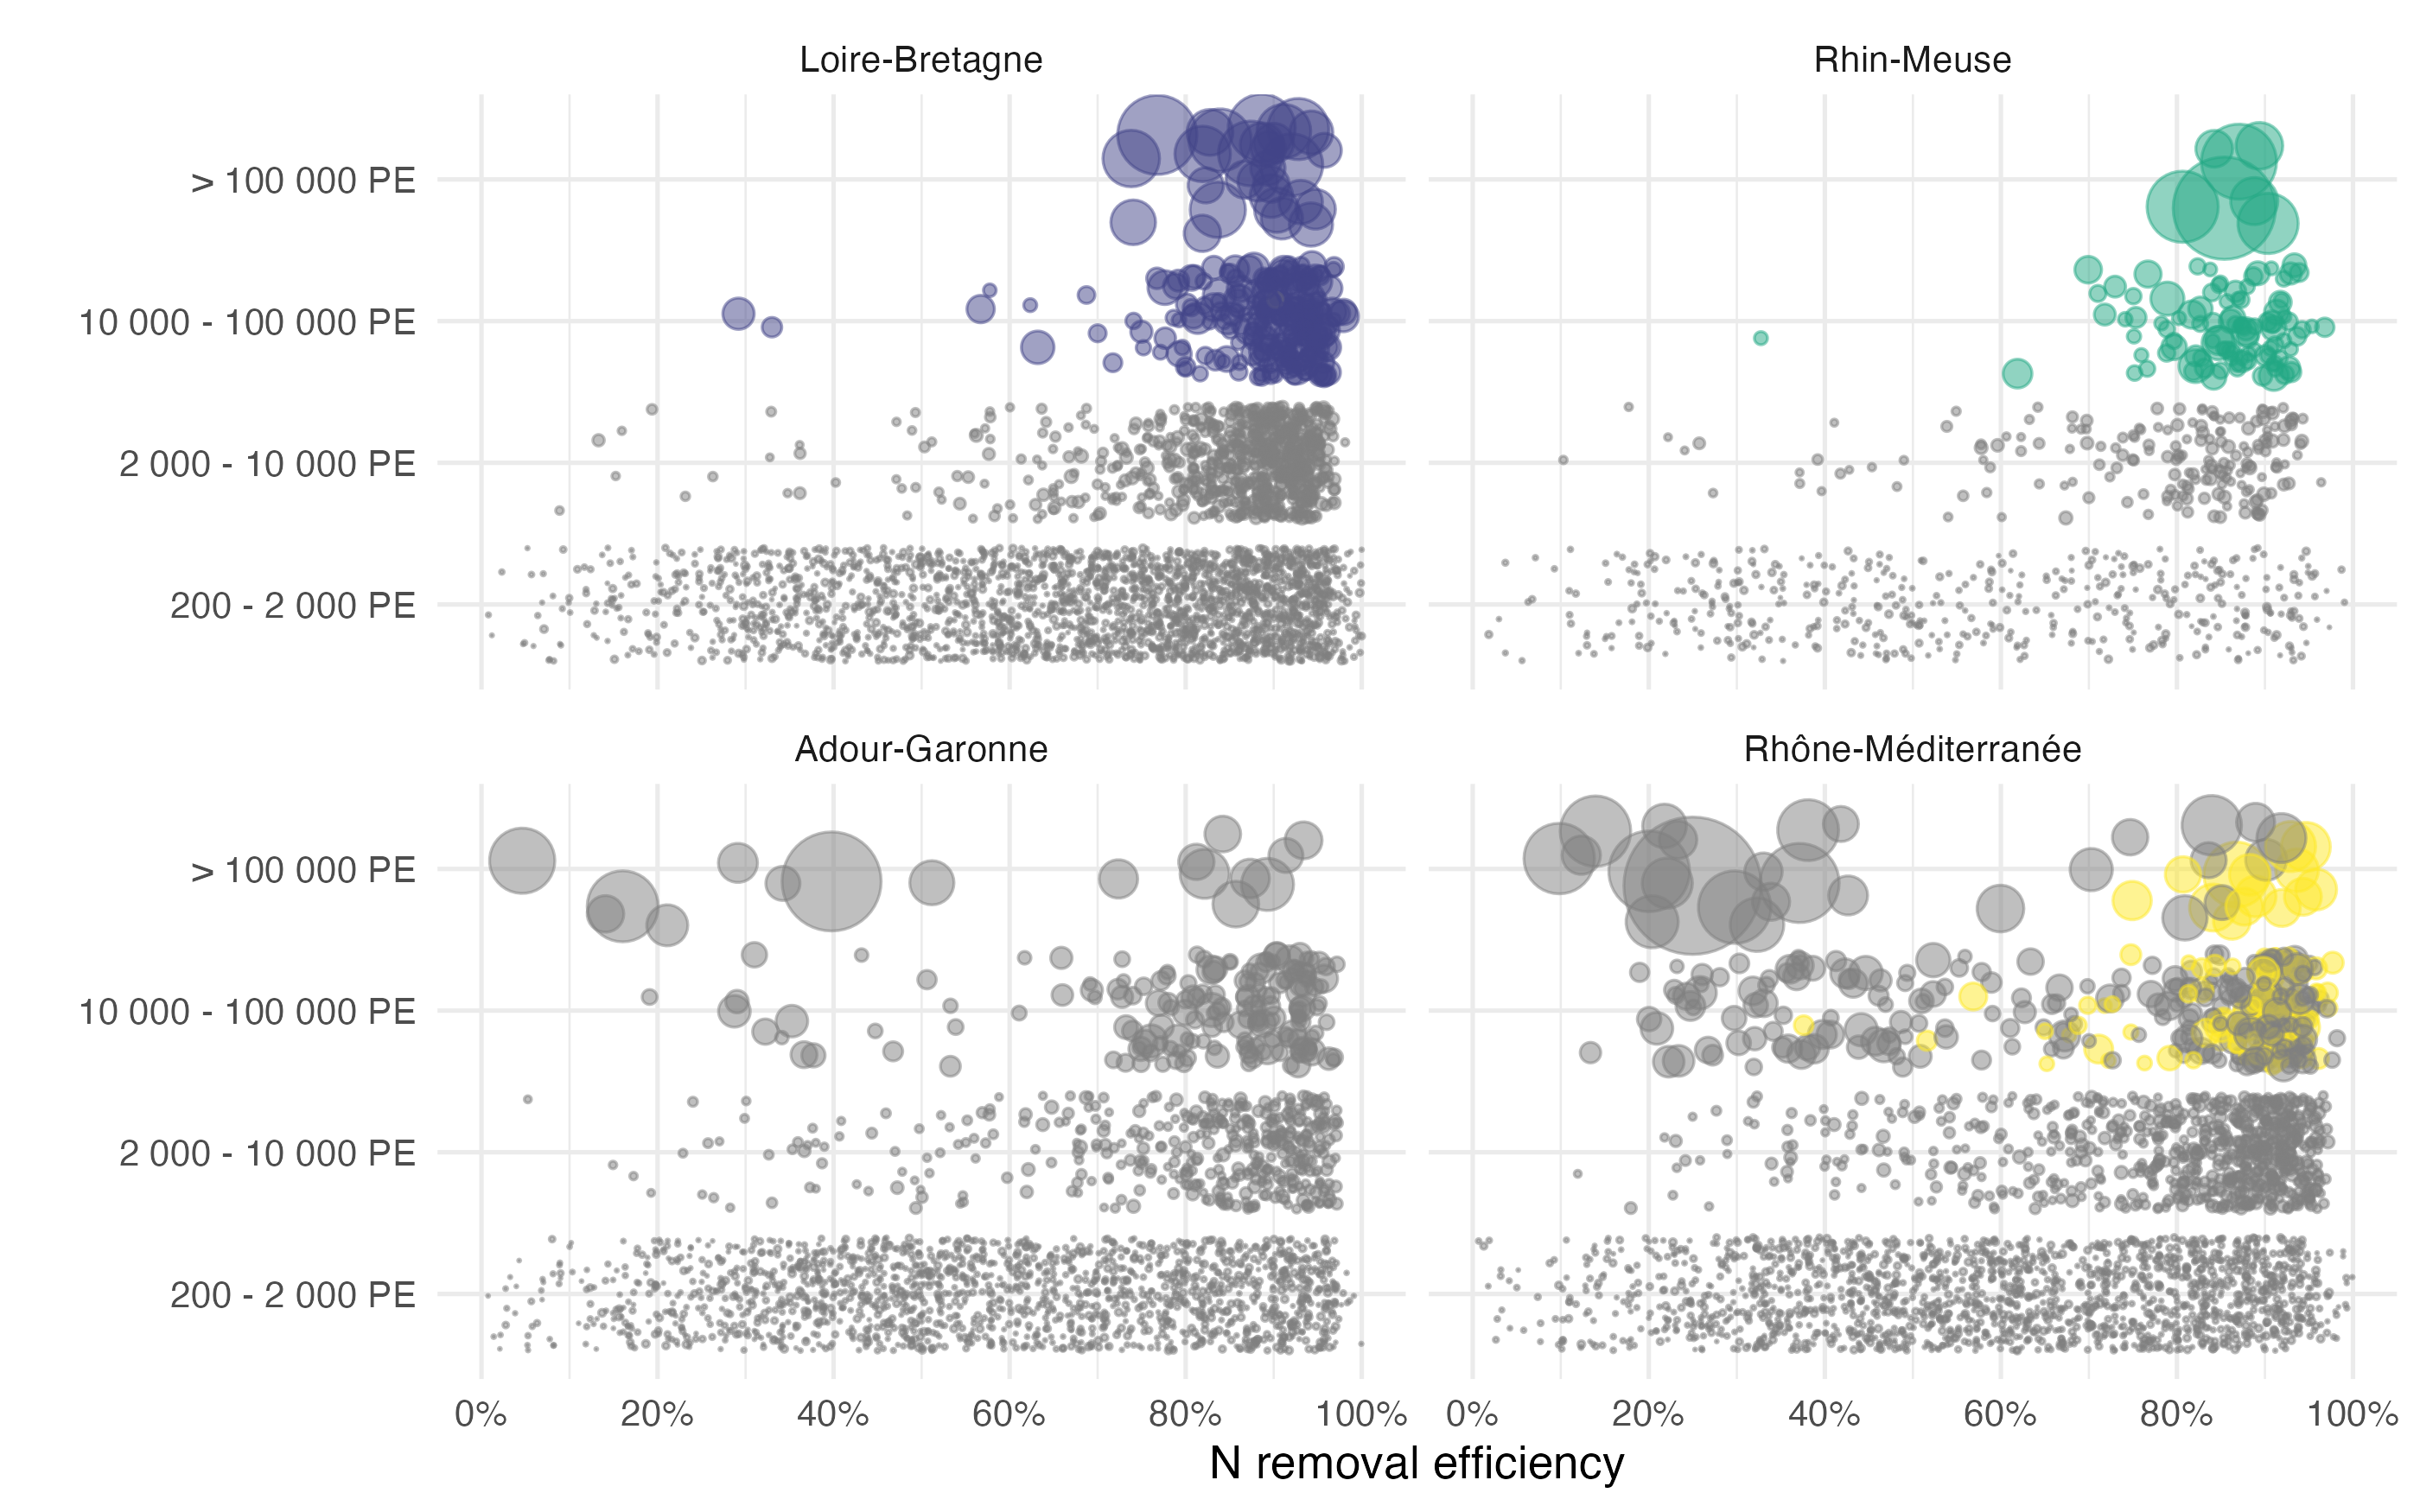 Loire-Bretagne
Rhin-Meuse
> 100 000 PE
10 000 - 100 000 PE
2 000 - 10 000 PE
200 - 2 000 PE
Adour-Garonne
Rhône-Méditerranée
> 100 000 PE
10 000 - 100 000 PE
2 000 - 10 000 PE
200 - 2 000 PE
0% 20% 40% 60% 80% 100% 0% 20% 40% 60% 80% 100%
N removal efficiency